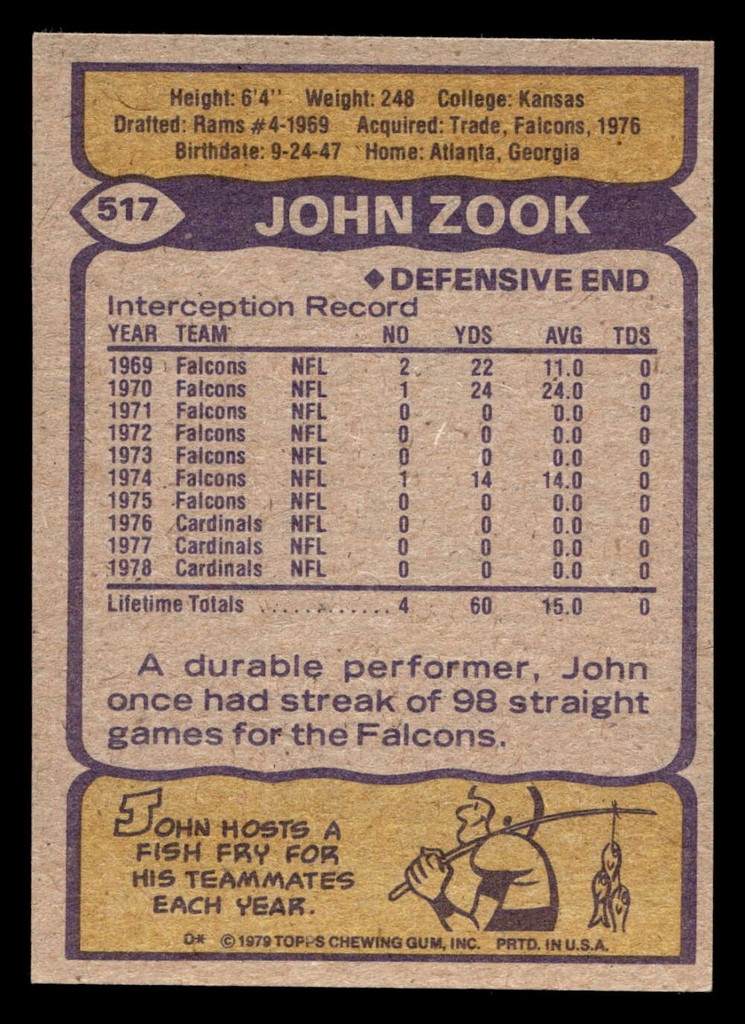 Height: 6'4'' Weight: 248 College: Kansas
Drafted: Rams #4-1969 Acquired: Trade, Falcons, 1976
Birthdate: 9-24-47 Home: Atlanta, Georgia
517 JOHN ZOOK
◆ DEFENSIVE END
Interception Record
YEAR TEAM NO YDS AVG TDS
1969 Falcons NFL 2 22 11.0 0
1970 Falcons NFL 1 24 24.0 0
1971 Falcons NFL 0 0 0.0 0
1972 Falcons NFL 0 0 0.0 0
1973 Falcons NFL 0 0 0.0 0
1974 Falcons NFL 1 14 14.0 0
1975 Falcons NFL 0 0 0.0 0
1976 Cardinals NFL 0 0 0.0 0
1977 Cardinals NFL 0 0 0.0 0
1978 Cardinals NFL 0 0 0.0 0
Lifetime Totals ............ 4 60 15.0 0
A durable performer, John
once had streak of 98 straight
games for the Falcons.
JOHN HOSTS A
FISH FRY FOR
HIS TEAMMATES
EACH YEAR.
D* © 1979 TOPPS CHEWING GUM, INC. PRTD. IN U.S.A.